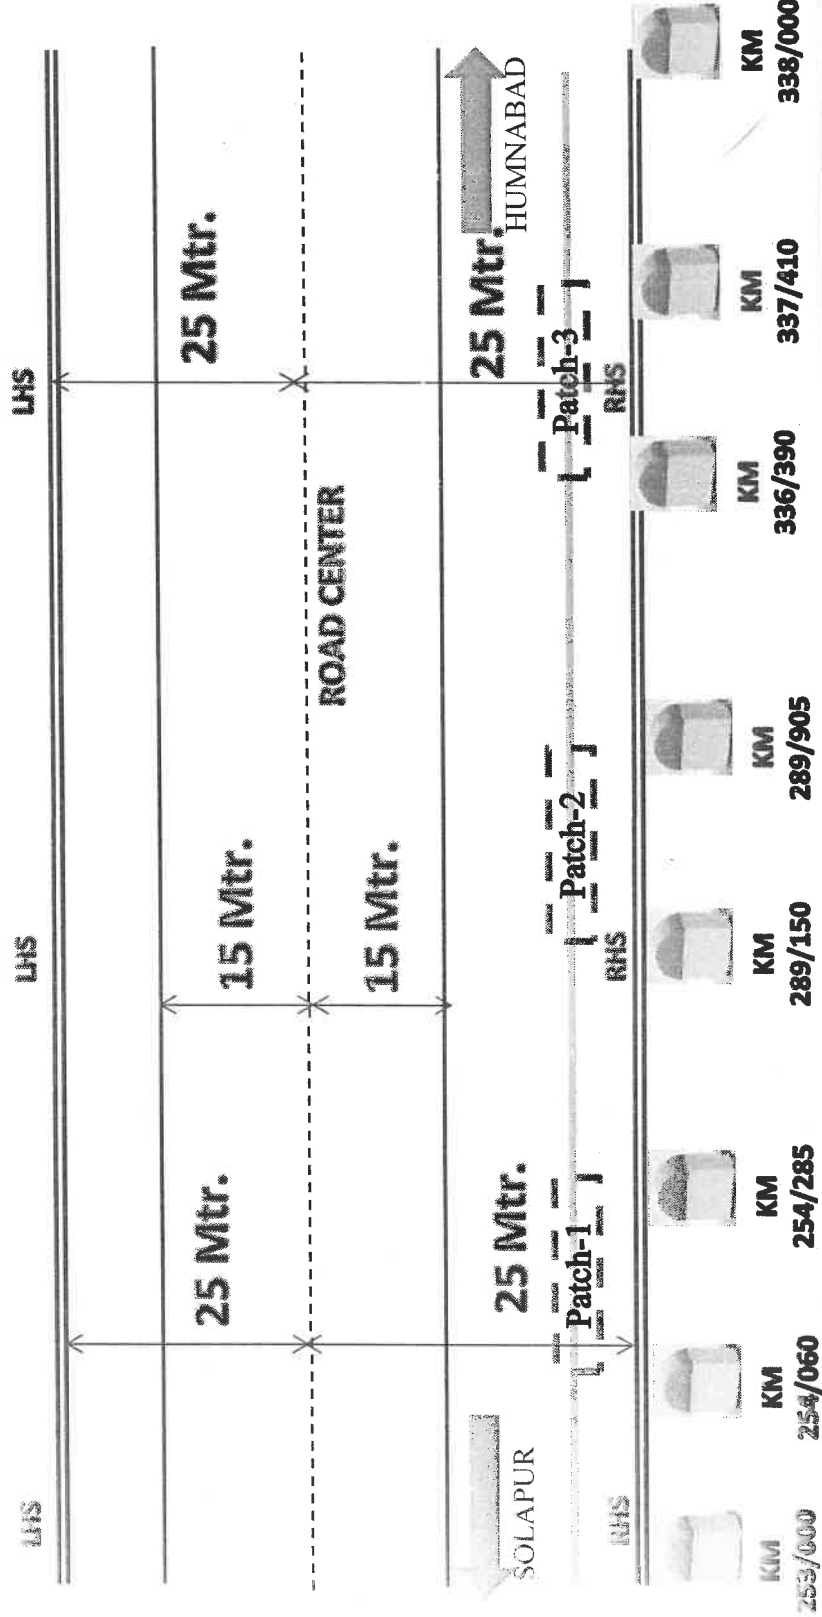 LHS
LHS
LHS
25 Mtr.
15 Mtr.
25 Mtr.
ROAD CENTER
25 Mtr.
15 Mtr.
25 Mtr.
SOLAPUR
HUMNABAD
Patch-1
Patch-2
Patch-3
RHS
RHS
RHS
KM
253/000
KM
254/060
KM
254/285
KM
289/150
KM
289/905
KM
336/390
KM
337/410
KM
338/000